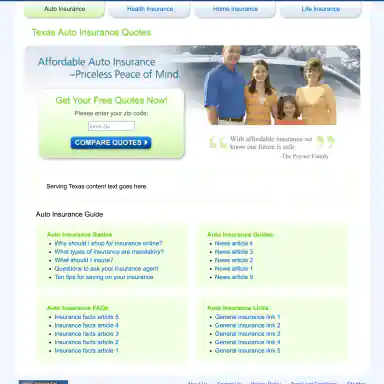 Auto Insurance Health Insurance Home Insurance Life Insurance
Texas Auto Insurance Quotes
Affordable Auto Insurance
–Priceless Peace of Mind.
Get Your Free Quotes Now!
Please enter your zip code:
COMPARE QUOTES
With affordable insurance we
know our future is safe.
-The Paynor Family
Serving Texas content text goes here.
Auto Insurance Guide
Auto Insurance Basics
Why should I shop for insurance online?
What types of insurance are mandatory?
What should I insure?
Questions to ask your insurance agent
Ten tips for saving on your insurance
Auto Insurance Guides
News article 4
News article 3
News article 2
News article 1
News article 5
Auto Insurance FAQs
Insurance facts article 5
Insurance facts article 4
Insurance facts article 3
Insurance facts article 2
Insurance facts article 1
Auto Insurance Links
General insurance link 1
General insurance link 2
General insurance link 3
General insurance link 4
General insurance link 5